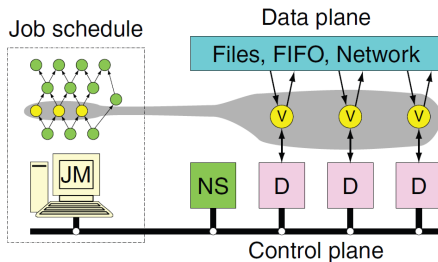 Job schedule
Data plane
Files, FIFO, Network
V V V
JM
NS D D D
Control plane